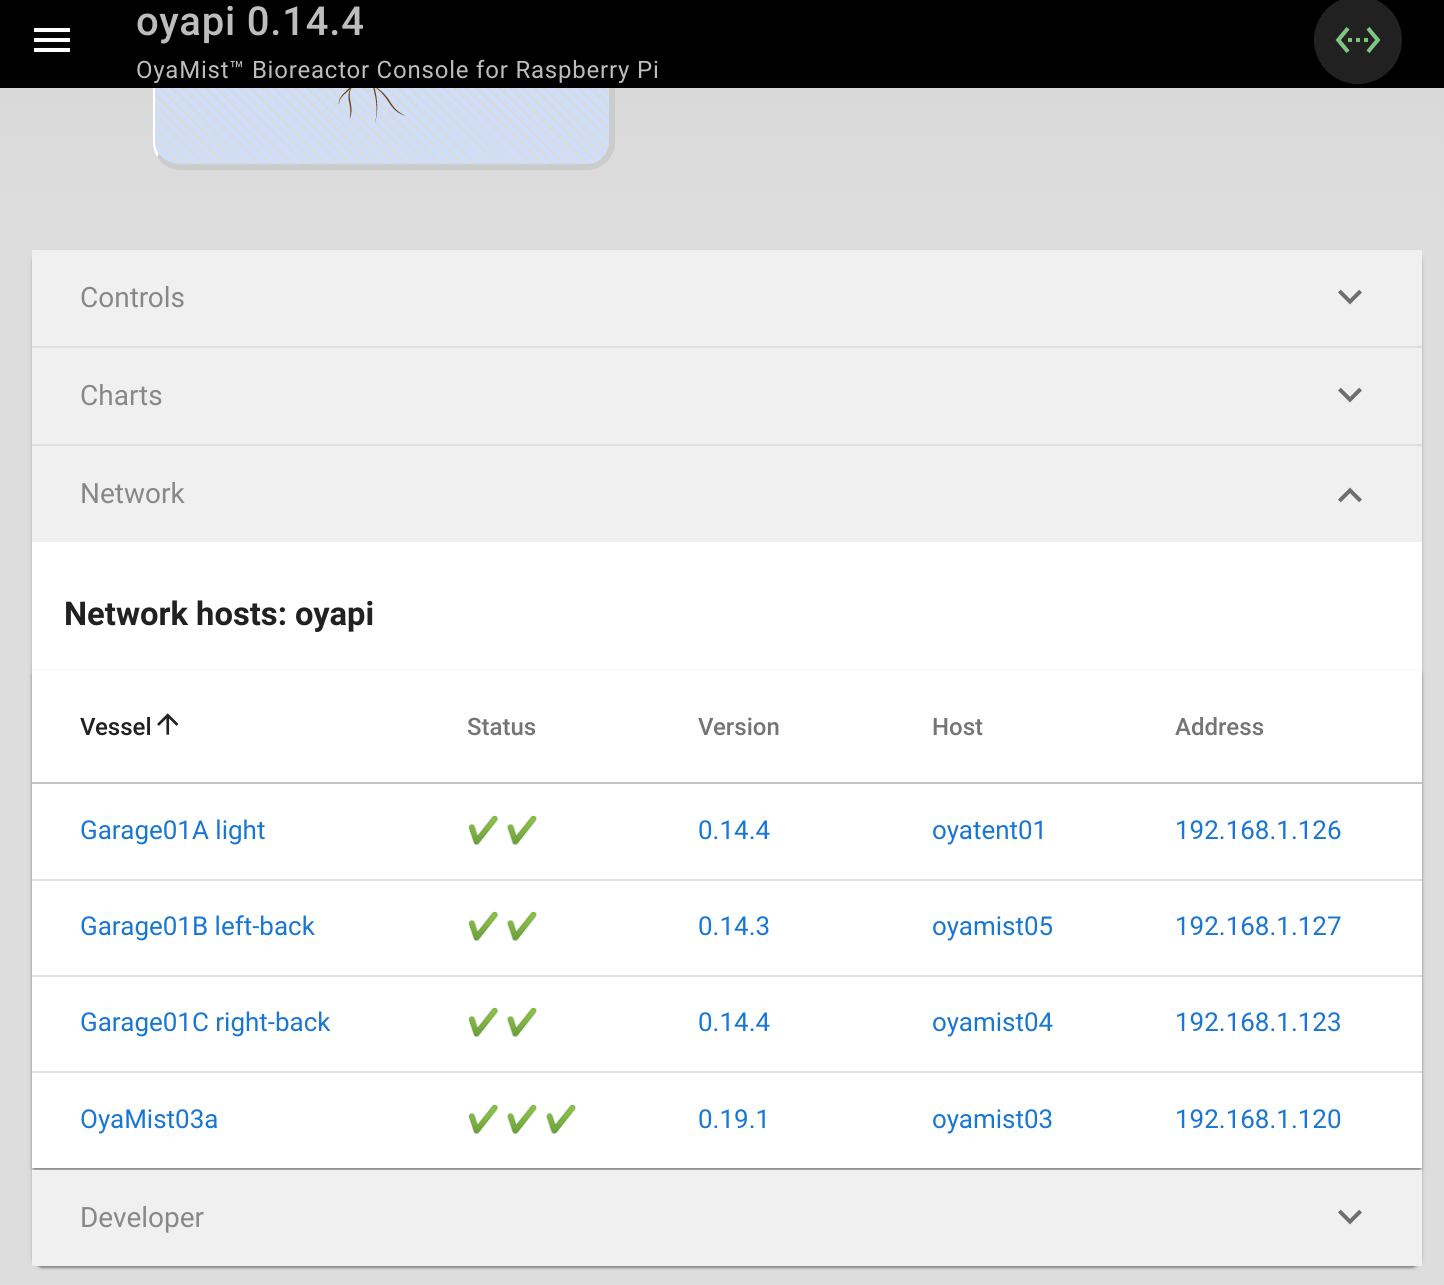 oyapi 0.14.4
OyaMist™ Bioreactor Console for Raspberry Pi
Controls
Charts
Network
Network hosts: oyapi
Vessel Status Version Host Address
Garage01A light 0.14.4 oyatent01 192.168.1.126
Garage01B left-back 0.14.3 oyamist05 192.168.1.127
Garage01C right-back 0.14.4 oyamist04 192.168.1.123
OyaMist03a 0.19.1 oyamist03 192.168.1.120
Developer